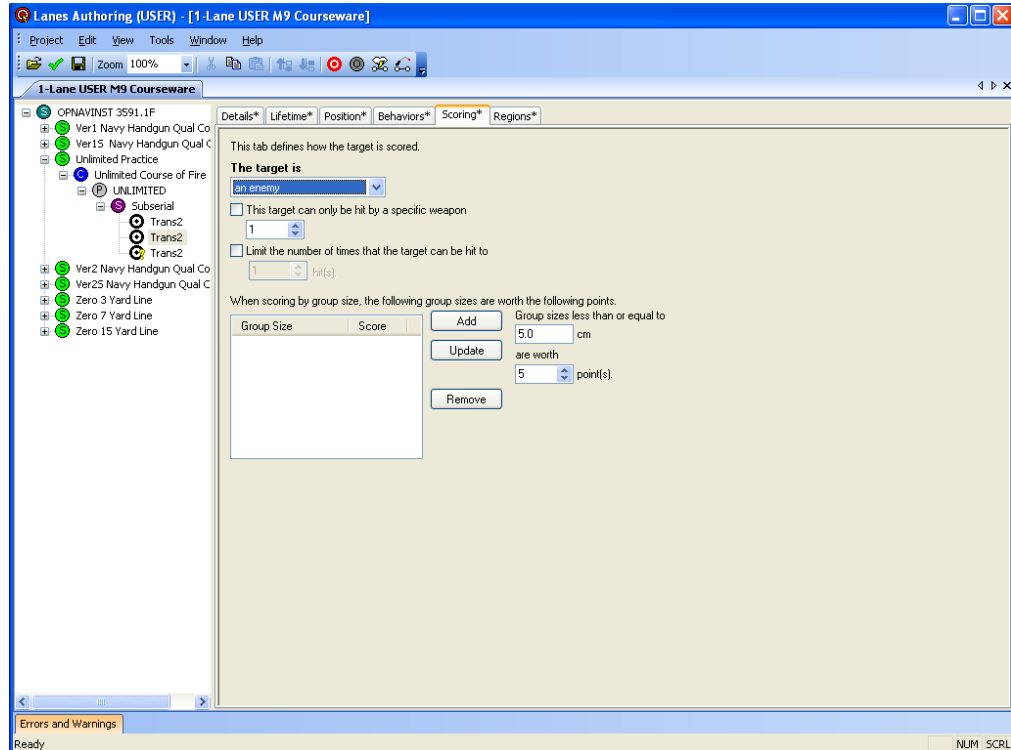 Lanes Authoring (USER) - [1-Lane USER M9 Courseware]
Project Edit View Tools Window Help
Zoom 100%
1-Lane USER M9 Courseware
OPNAVINST 3591.1F
Ver1 Navy Handgun Qual Co
Ver1S Navy Handgun Qual C
Unlimited Practice
Unlimited Course of Fire
UNLIMITED
Subserial
Trans2
Trans2
Trans2
Ver2 Navy Handgun Qual Co
Ver2S Navy Handgun Qual C
Zero 3 Yard Line
Zero 7 Yard Line
Zero 15 Yard Line
Details* Lifetime* Position* Behaviors* Scoring* Regions*
This tab defines how the target is scored.
The target is
an enemy
This target can only be hit by a specific weapon
1
Limit the number of times that the target can be hit to
1 hit(s).
When scoring by group size, the following group sizes are worth the following points.
Group Size Score
Add
Update
Remove
Group sizes less than or equal to
5.0 cm
are worth
5 point(s).
Errors and Warnings
Ready NUM SCRL